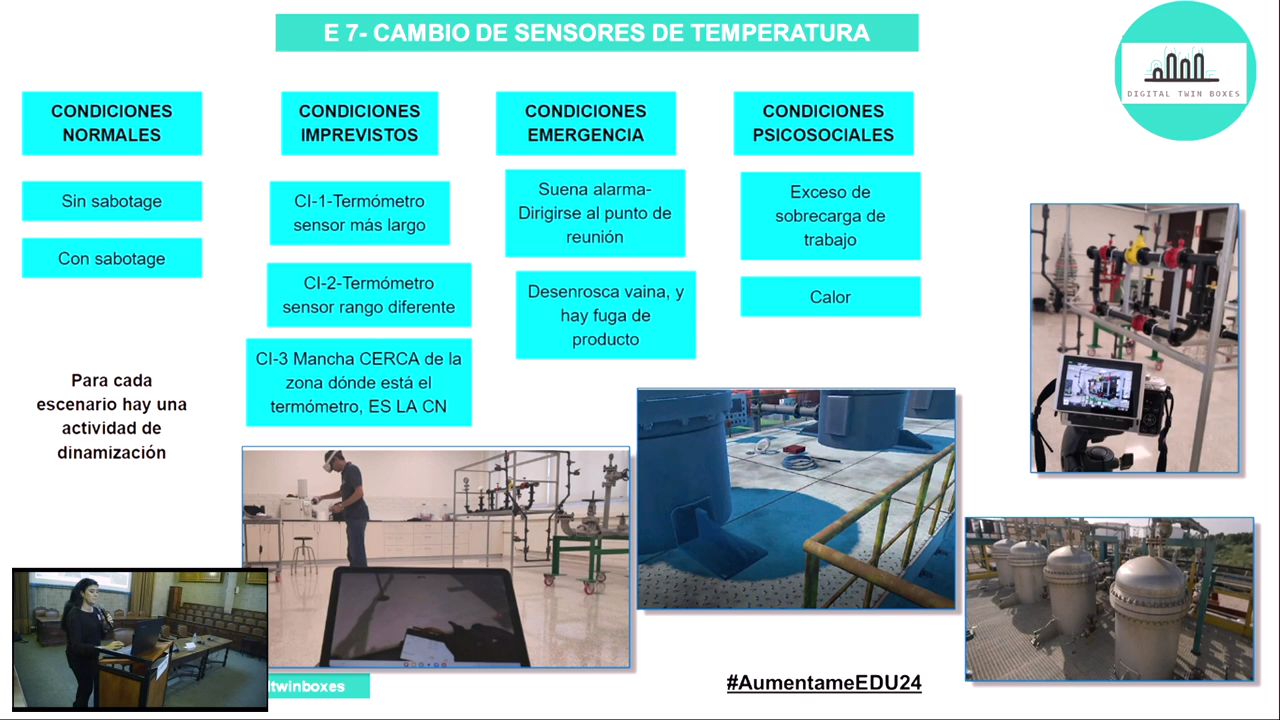 E 7- CAMBIO DE SENSORES DE TEMPERATURA
DIGITAL TWIN BOXES
CONDICIONES
NORMALES
Sin sabotage
Con sabotage
CONDICIONES
IMPREVISTOS
CI-1-Termómetro
sensor más largo
CI-2-Termómetro
sensor rango diferente
CI-3 Mancha CERCA de la
zona dónde está el
termómetro, ES LA CN
CONDICIONES
EMERGENCIA
Suena alarma-
Dirigirse al punto de
reunión
Desenrosca vaina, y
hay fuga de
producto
CONDICIONES
PSICOSOCIALES
Exceso de
sobrecarga de
trabajo
Calor
Para cada
escenario hay una
actividad de
dinamización
ltwinboxes
#AumentameEDU24